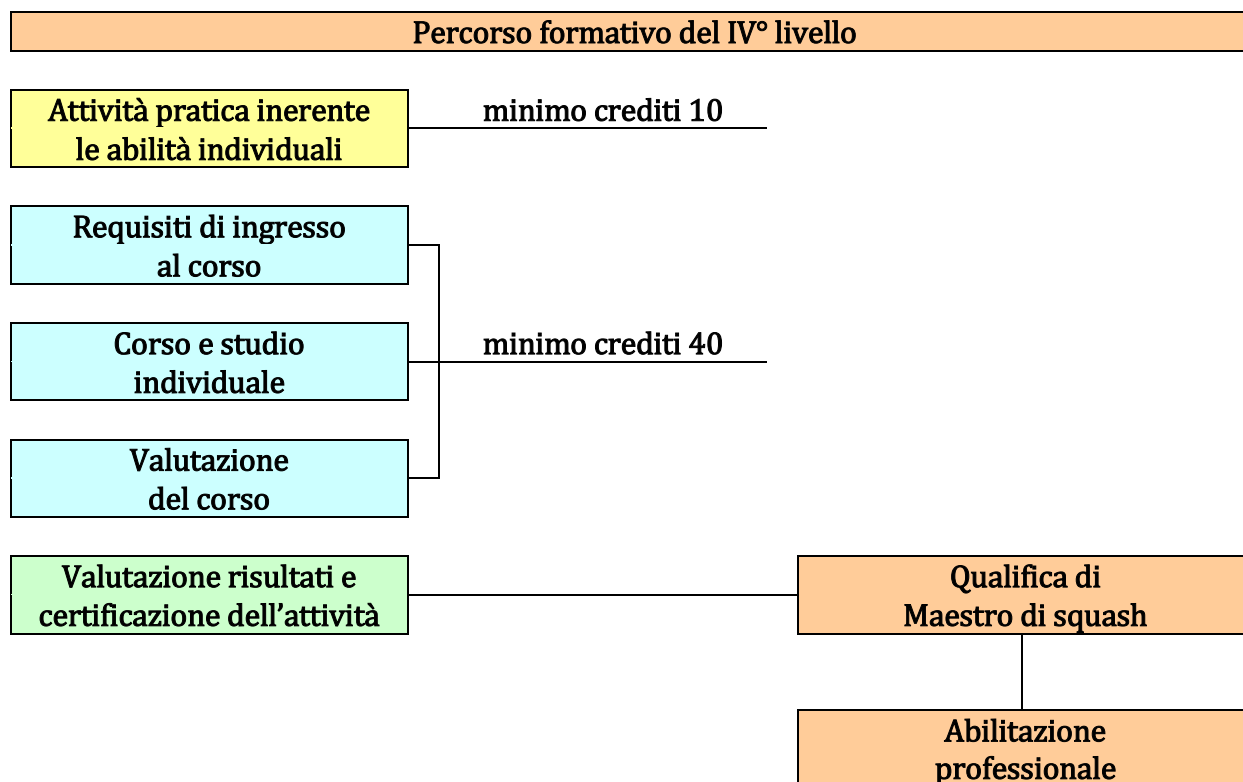 Percorso formativo del IV° livello
Attività pratica inerente
le abilità individuali
minimo crediti 10
Requisiti di ingresso
al corso
Corso e studio
individuale
minimo crediti 40
Valutazione
del corso
Valutazione risultati e
certificazione dell’attività
Qualifica di
Maestro di squash
Abilitazione
professionale